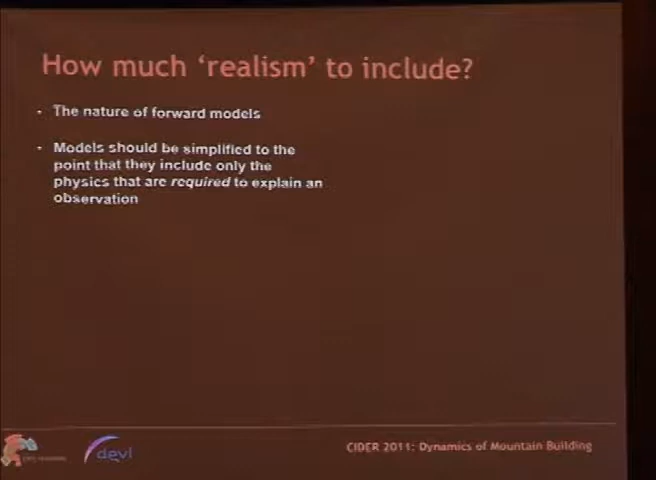 How much ‘realism’ to include?
• The nature of forward models
• Models should be simplified to the
point that they include only the
physics that are required to explain an
observation
devl
CIDER 2011: Dynamics of Mountain Building